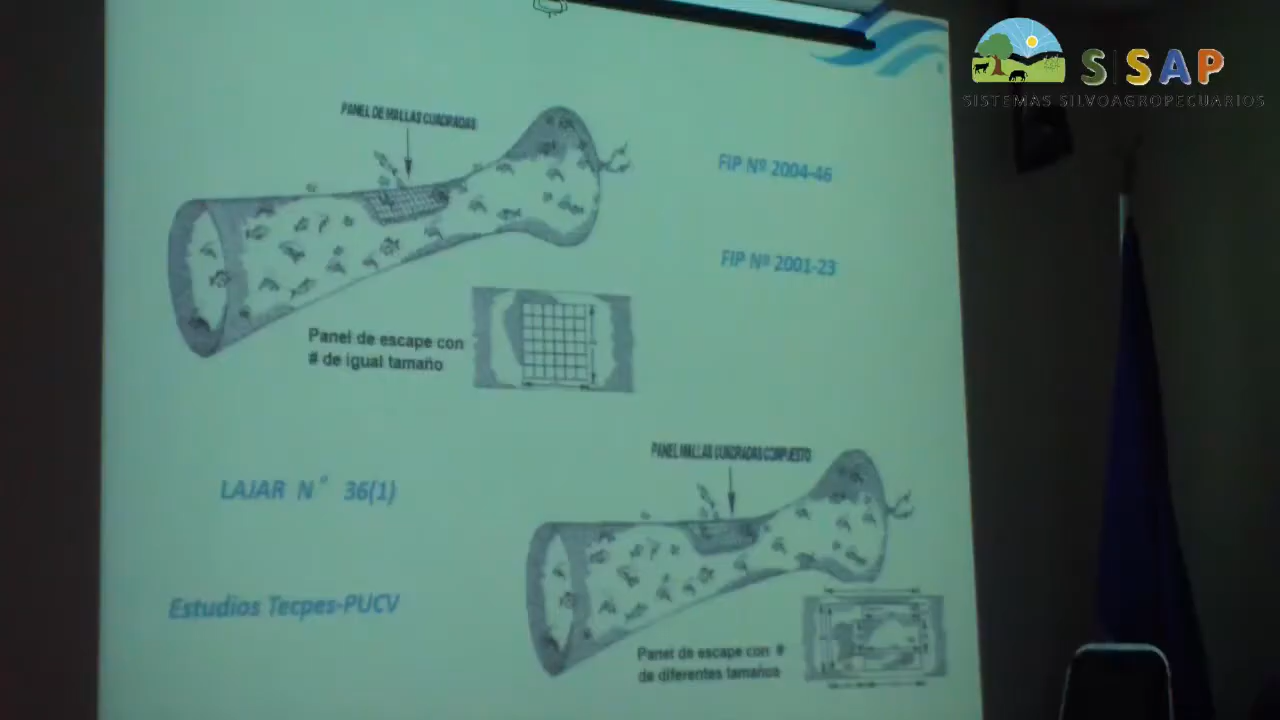 S|SAP
SISTEMAS SILVOAGROPECUARIOS
PANEL DE MALLAS CUADRADAS
FIP Nº 2004-46
FIP Nº 2001-23
Panel de escape con
# de igual tamaño
PANEL MALLAS CUADRADAS COMPUESTO
LAJAR N° 36(1)
Estudios Tecpes-PUCV
Panel de escape con #
de diferentes tamaños